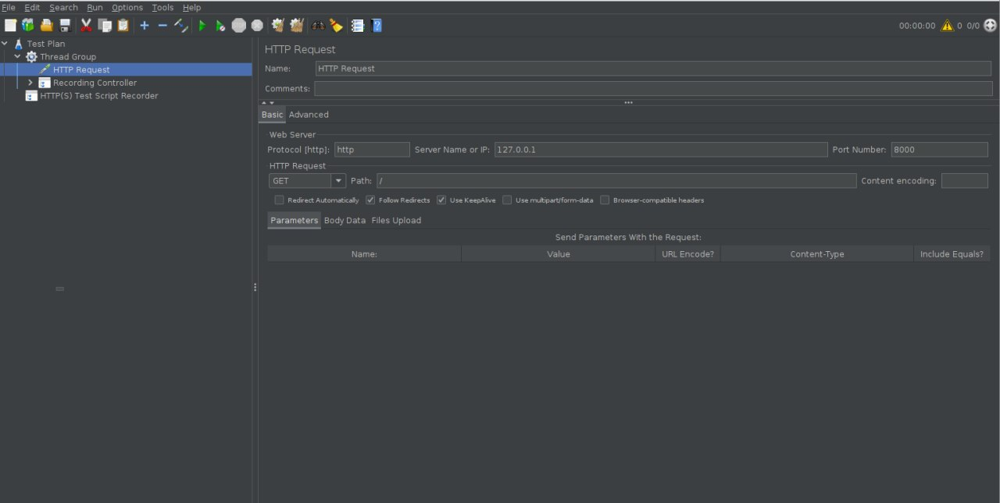 File Edit Search Run Options Tools Help
00:00:00 0 0/0
Test Plan
Thread Group
HTTP Request
Recording Controller
HTTP(S) Test Script Recorder
HTTP Request
Name: HTTP Request
Comments:
Basic Advanced
Web Server
Protocol [http]: http Server Name or IP: 127.0.0.1 Port Number: 8000
HTTP Request
GET Path: / Content encoding:
Redirect Automatically Follow Redirects Use KeepAlive Use multipart/form-data Browser-compatible headers
Parameters Body Data Files Upload
Send Parameters With the Request:
Name: Value URL Encode? Content-Type Include Equals?